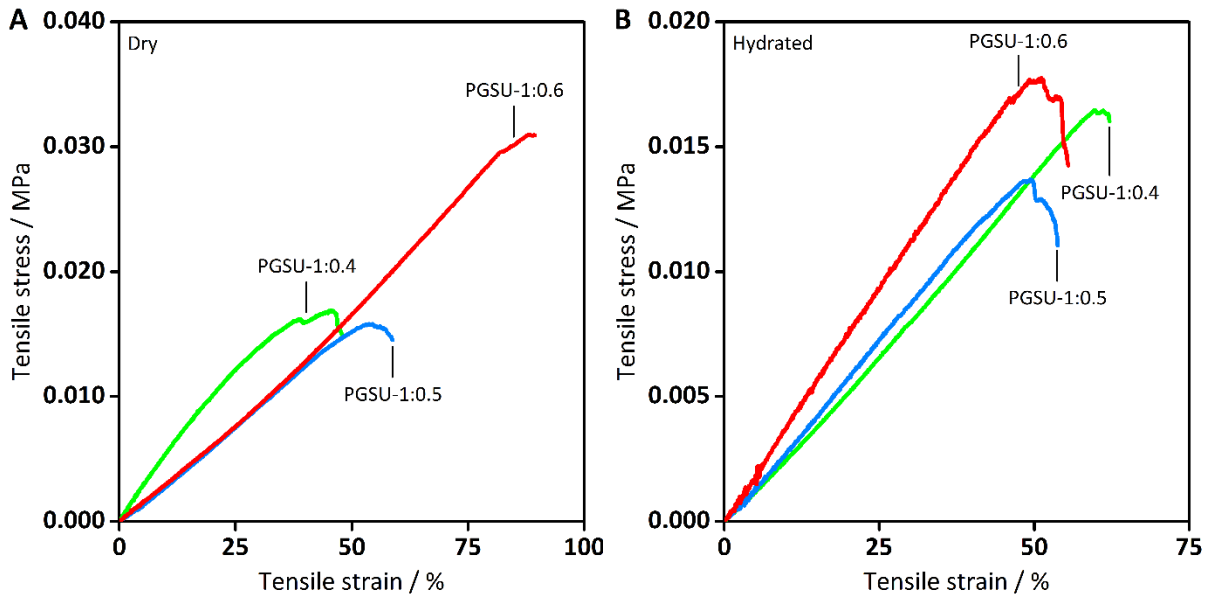 A
Dry
0.040
0.030
0.020
0.010
0.000
0
25
50
75
100
Tensile stress / MPa
Tensile strain / %
PGSU-1:0.6
PGSU-1:0.4
PGSU-1:0.5
B
Hydrated
0.020
0.015
0.010
0.005
0.000
0
25
50
75
Tensile stress / MPa
Tensile strain / %
PGSU-1:0.6
PGSU-1:0.4
PGSU-1:0.5